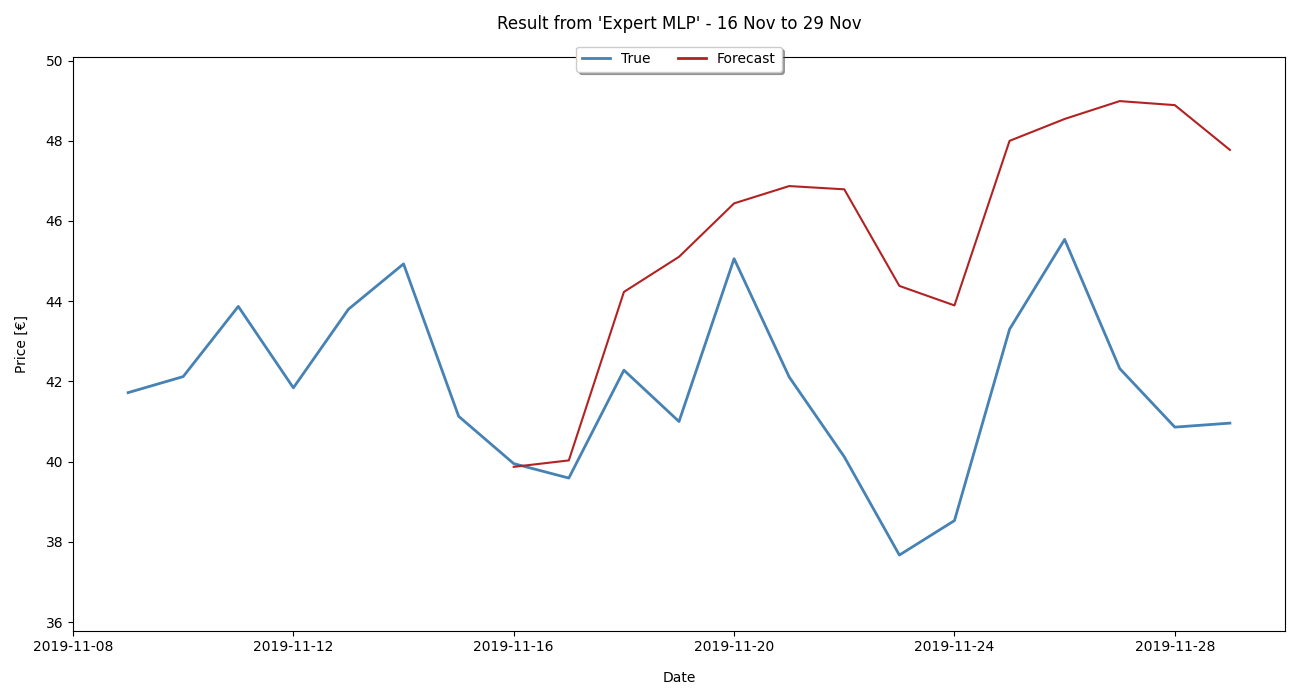 Result from 'Expert MLP' - 16 Nov to 29 Nov
True Forecast
50
48
46
44
42
40
38
36
Price [€]
2019-11-08 2019-11-12 2019-11-16 2019-11-20 2019-11-24 2019-11-28
Date